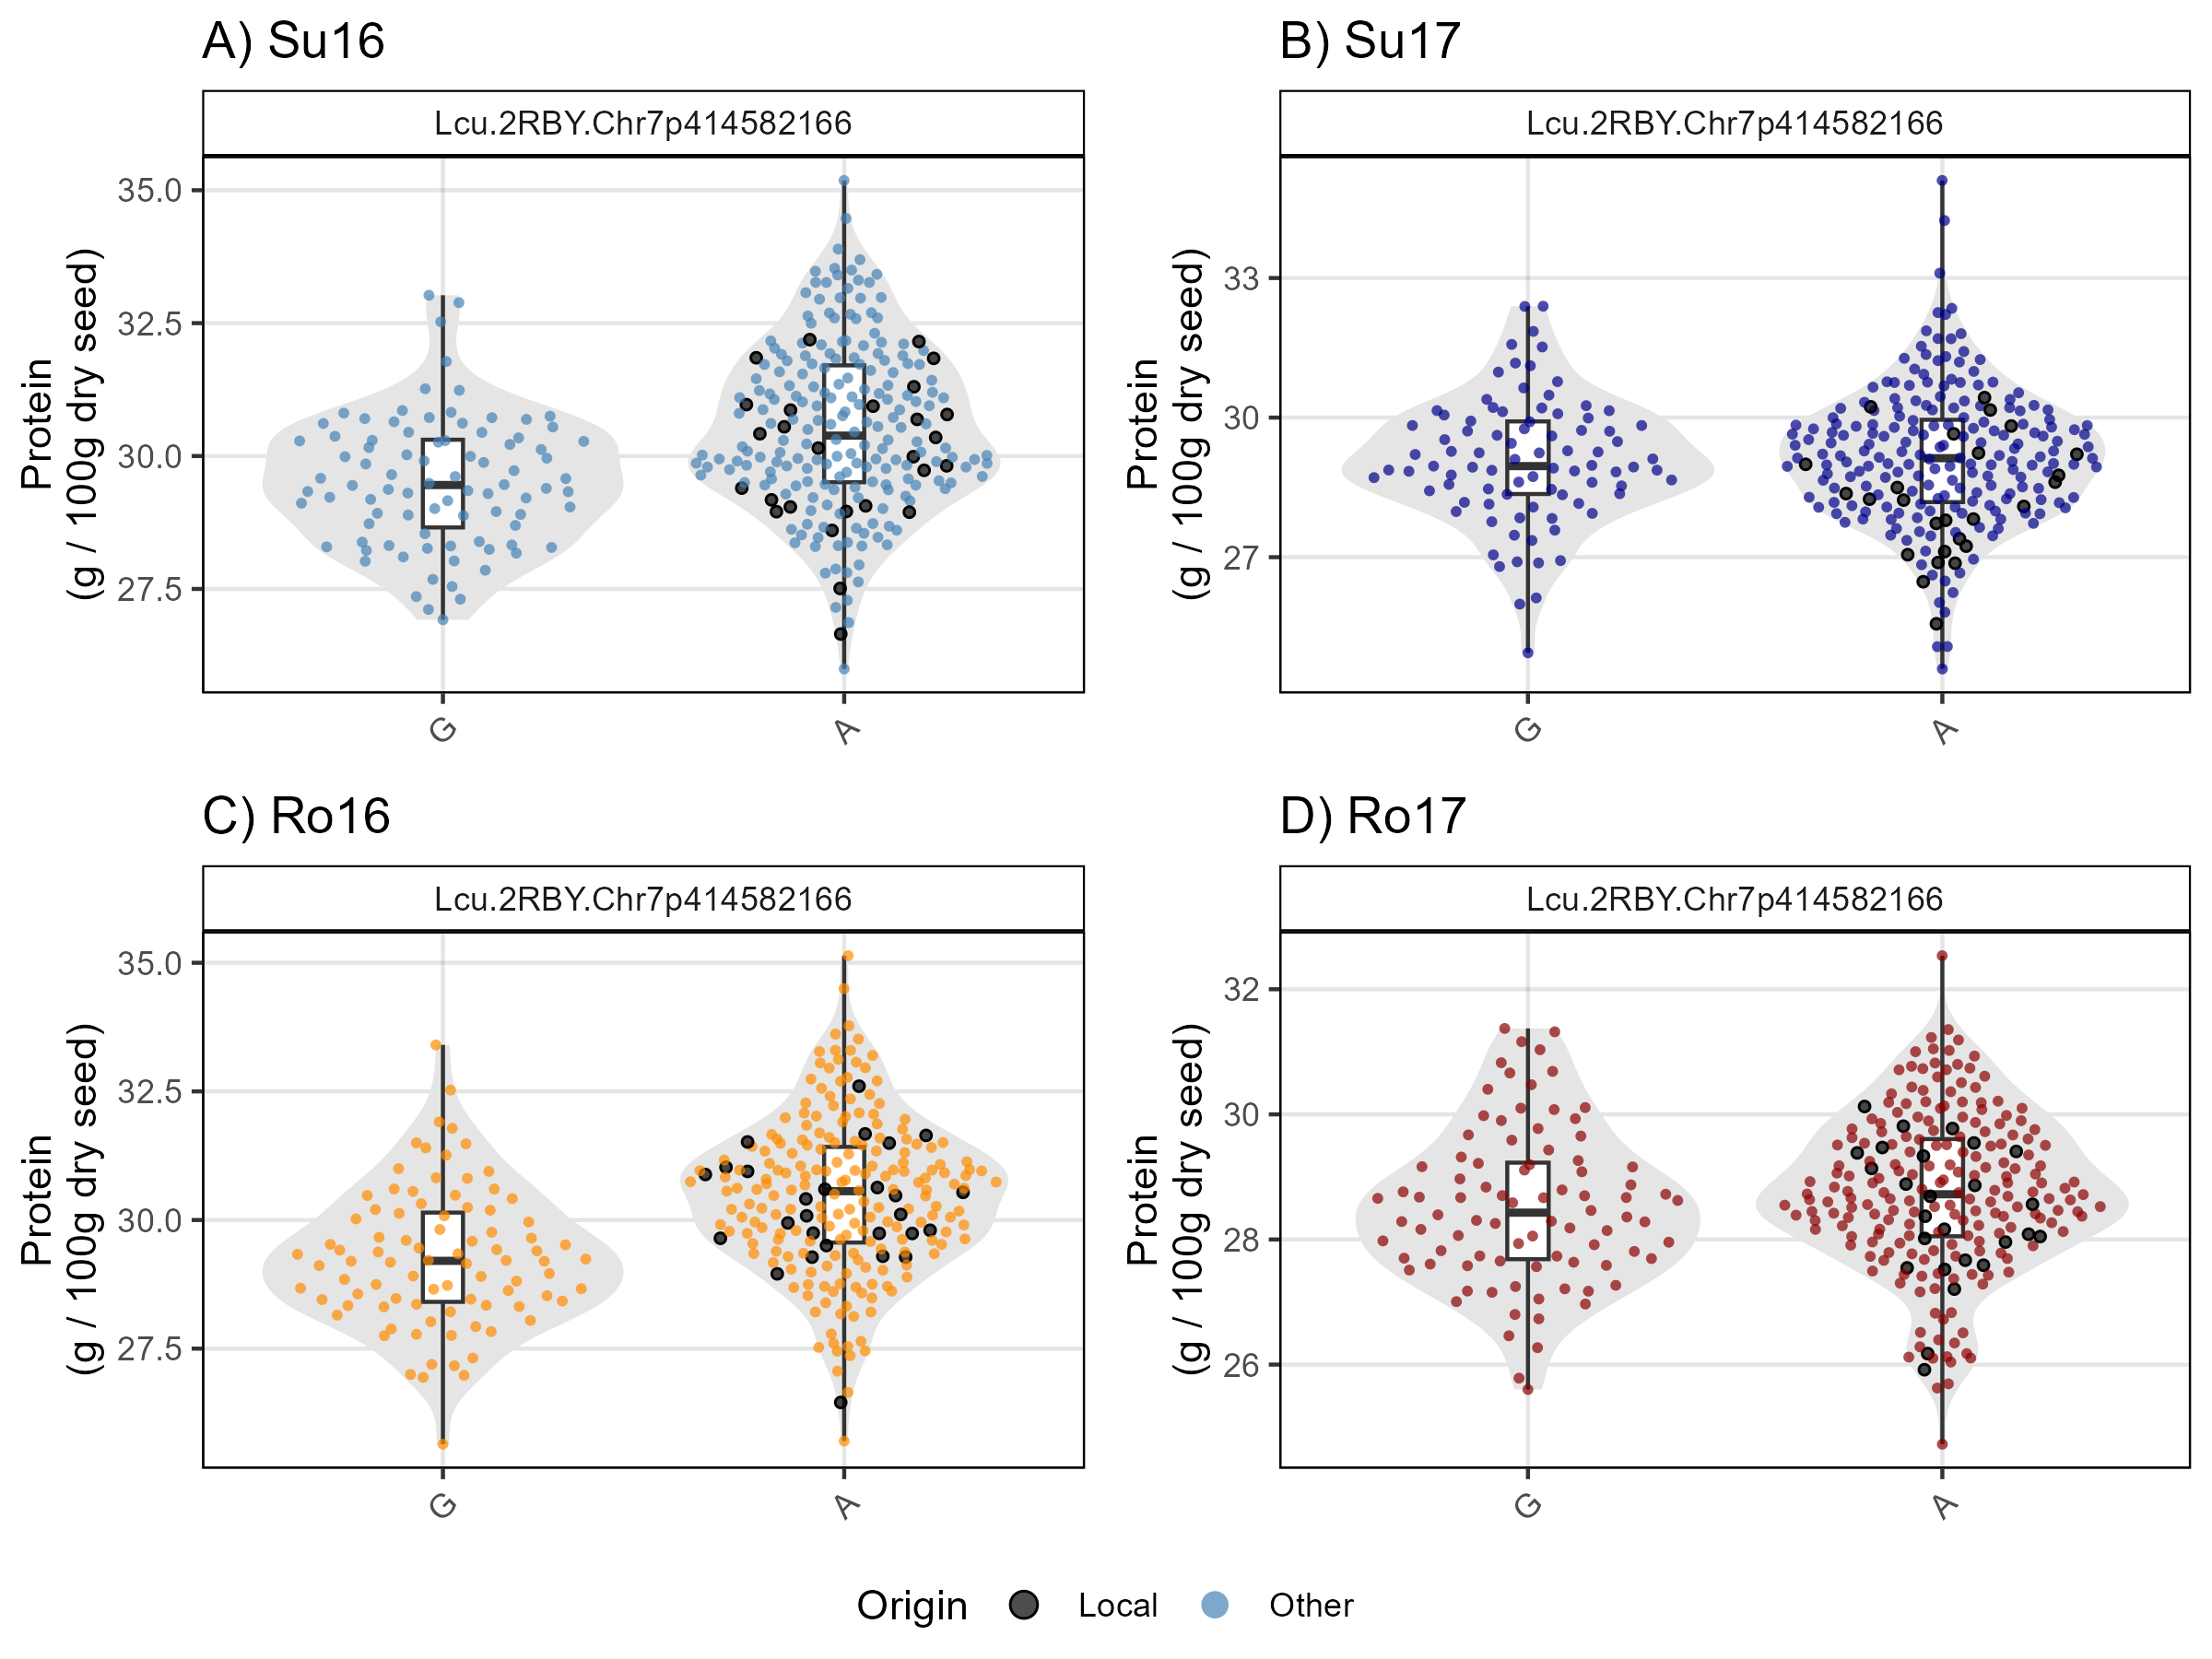 A) Su16
Lcu.2RBY.Chr7p414582166
Protein
(g / 100g dry seed)
35.0
32.5
30.0
27.5
G
A
B) Su17
Lcu.2RBY.Chr7p414582166
Protein
(g / 100g dry seed)
33
30
27
G
A
C) Ro16
Lcu.2RBY.Chr7p414582166
Protein
(g / 100g dry seed)
35.0
32.5
30.0
27.5
G
A
D) Ro17
Lcu.2RBY.Chr7p414582166
Protein
(g / 100g dry seed)
32
30
28
26
G
A
Origin Local Other